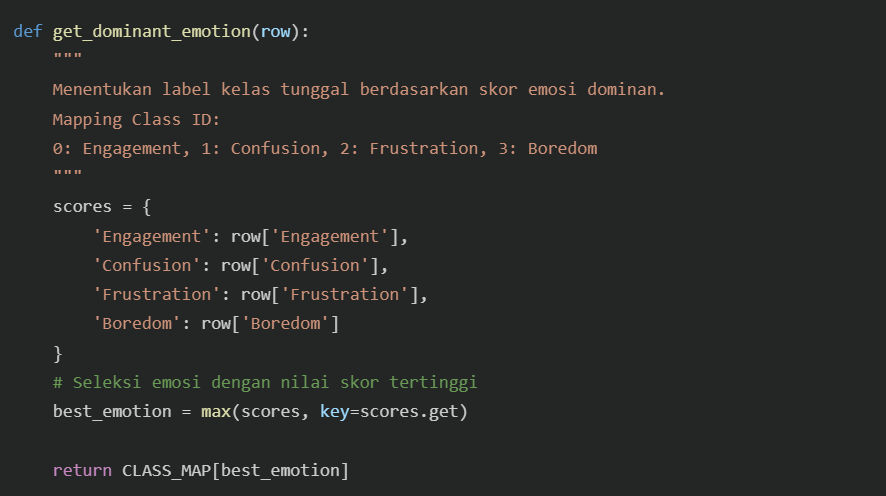 def get_dominant_emotion(row):
    """
    Menentukan label kelas tunggal berdasarkan skor emosi dominan.
    Mapping Class ID:
    0: Engagement, 1: Confusion, 2: Frustration, 3: Boredom
    """
    scores = {
        'Engagement': row['Engagement'],
        'Confusion': row['Confusion'],
        'Frustration': row['Frustration'],
        'Boredom': row['Boredom']
    }
    # Seleksi emosi dengan nilai skor tertinggi
    best_emotion = max(scores, key=scores.get)
    return CLASS_MAP[best_emotion]